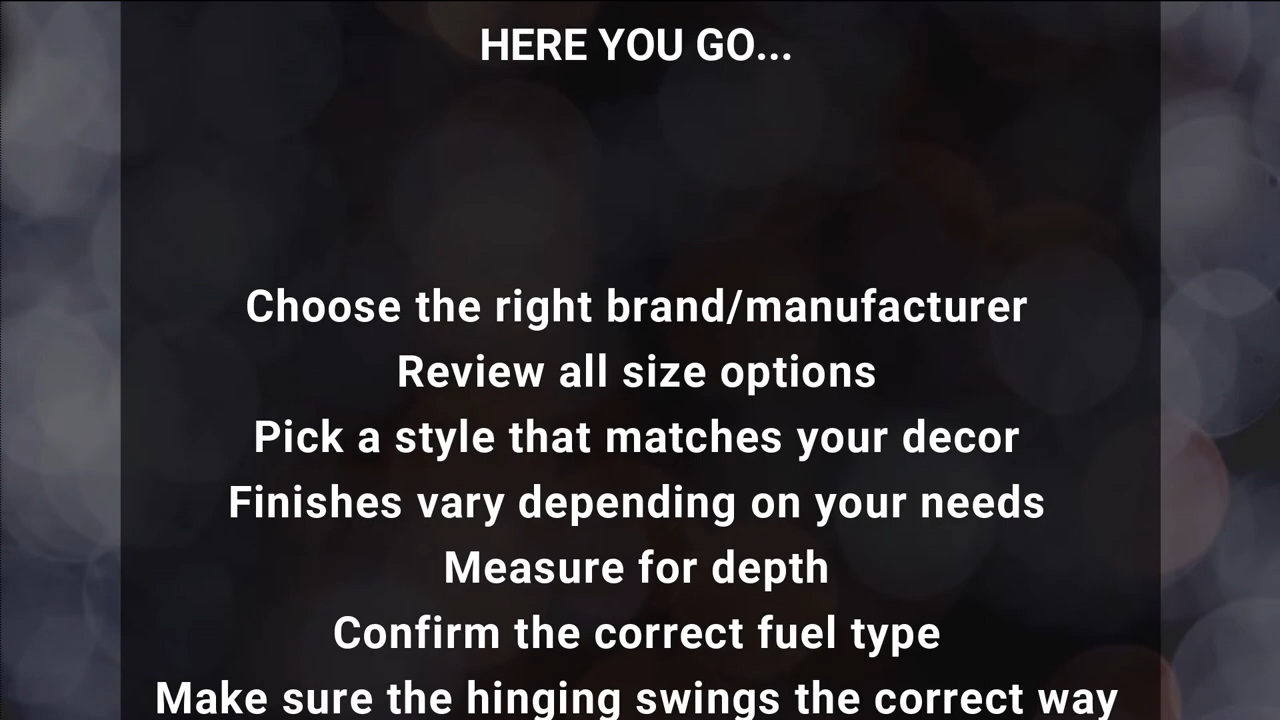 HERE YOU GO...
Choose the right brand/manufacturer
Review all size options
Pick a style that matches your decor
Finishes vary depending on your needs
Measure for depth
Confirm the correct fuel type
Make sure the hinging swings the correct way